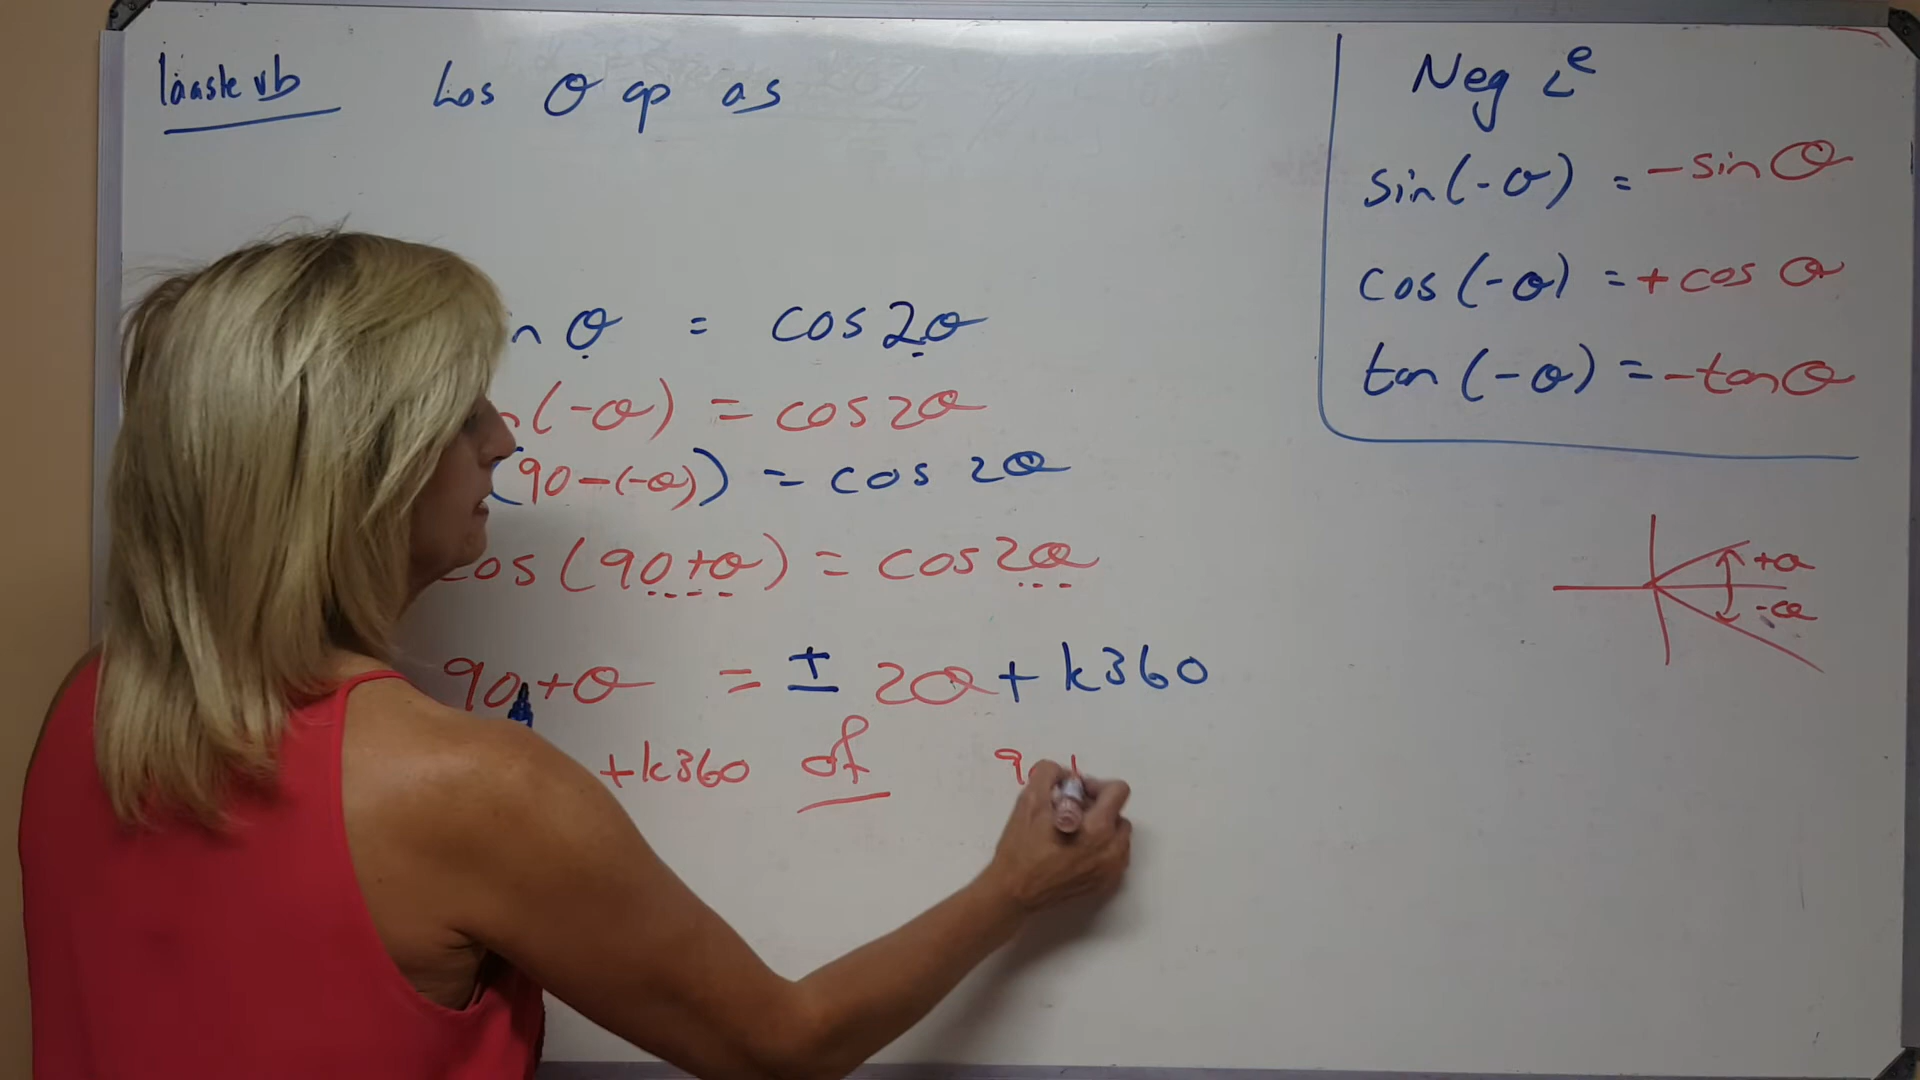 laaste vb Los θ op as
n θ = cos 2θ
(-θ) = cos 2θ
(90-(-θ)) = cos 2θ
cos (90+θ) = cos 2θ
90+θ = ± 2θ + k360
+k360 of 90+
Neg ∠e
sin(-θ) = -sin θ
cos (-θ) = + cos θ
tan (-θ) = -tan θ
+θ
-θ